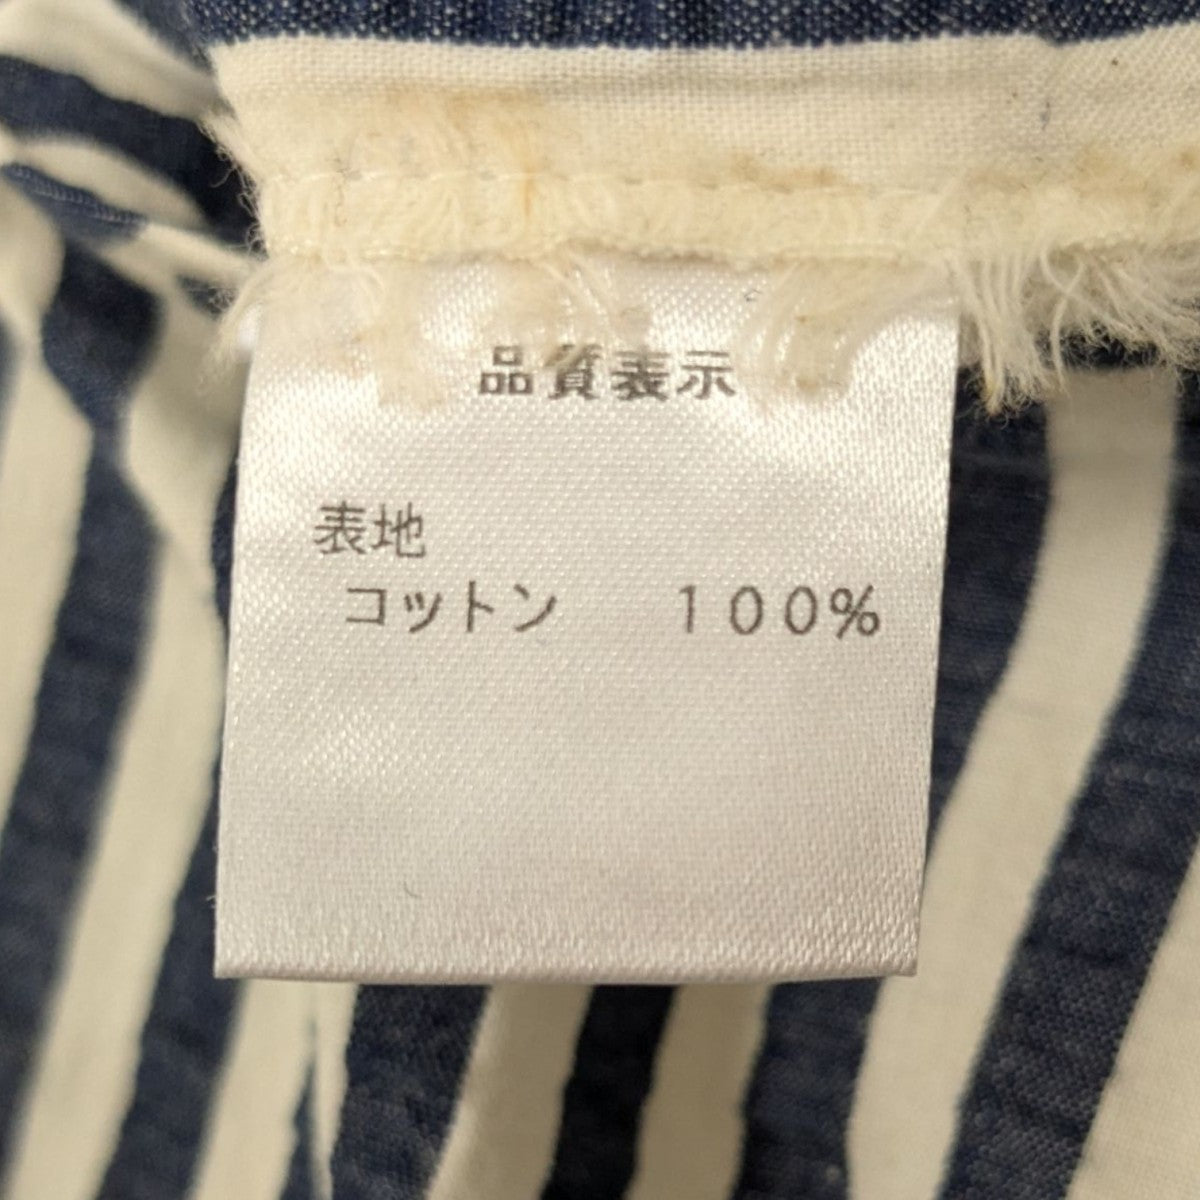 品質表示
表地
コットン　１００％